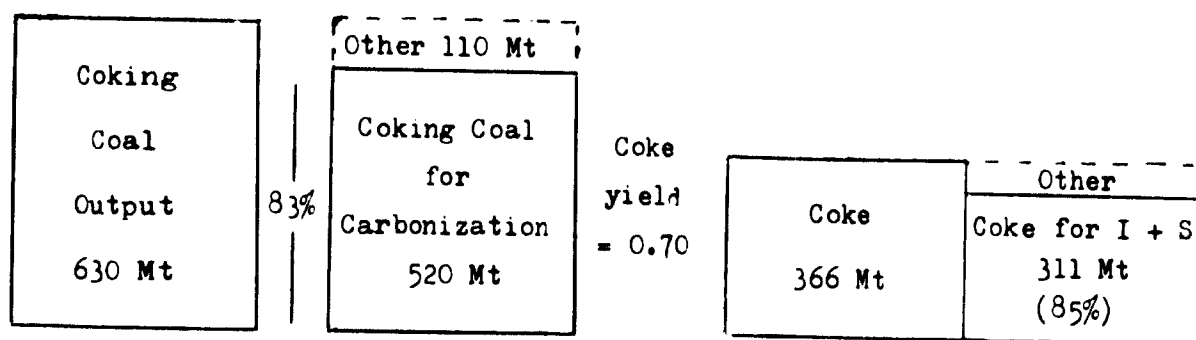 Coking
Coal
Output
630 Mt
83%
Other 110 Mt
Coking Coal
for
Carbonization
520 Mt
Coke
yield
= 0.70
Coke
366 Mt
Other
Coke for I + S
311 Mt
(85%)